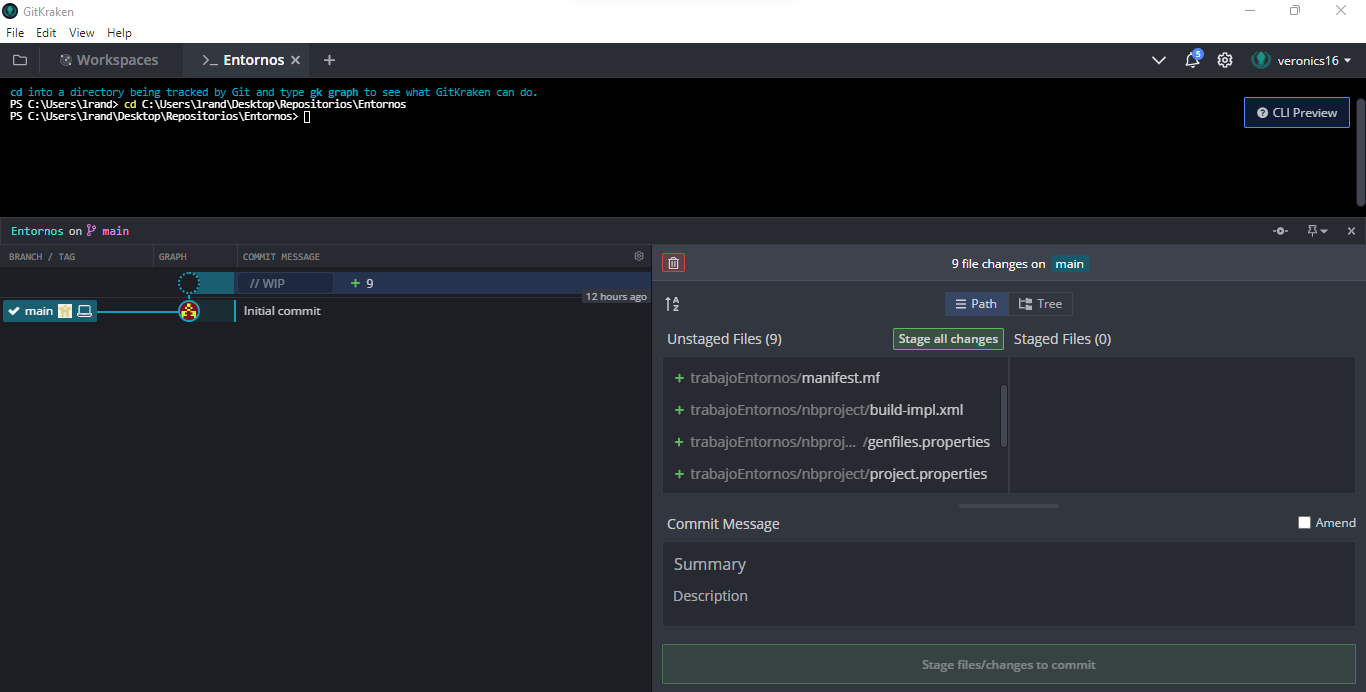 GitKraken
File Edit View Help
Workspaces
>_ Entornos × +
5
veronics16
cd into a directory being tracked by Git and type gk graph to see what GitKraken can do.
PS C:\Users\lrand> cd C:\Users\lrand\Desktop\Repositorios\Entornos
PS C:\Users\lrand\Desktop\Repositorios\Entornos>
CLI Preview
Entornos on main
BRANCH / TAG GRAPH COMMIT MESSAGE
// WIP + 9
12 hours ago
main Initial commit
9 file changes on main
Path Tree
Unstaged Files (9) Stage all changes Staged Files (0)
+ trabajoEntornos/manifest.mf
+ trabajoEntornos/nbproject/build-impl.xml
+ trabajoEntornos/nbproj... /genfiles.properties
+ trabajoEntornos/nbproject/project.properties
Commit Message Amend
Summary
Description
Stage files/changes to commit